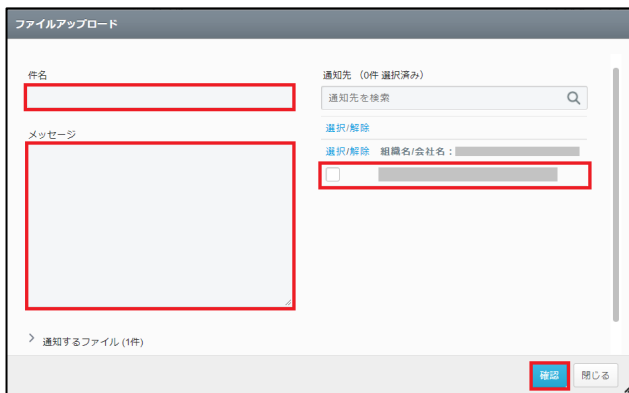 ファイルアップロード
件名
メッセージ
通知するファイル (1件)
通知先 (0件 選択済み)
通知先を検索
選択/解除
選択/解除 組織名/会社名:
確認 閉じる